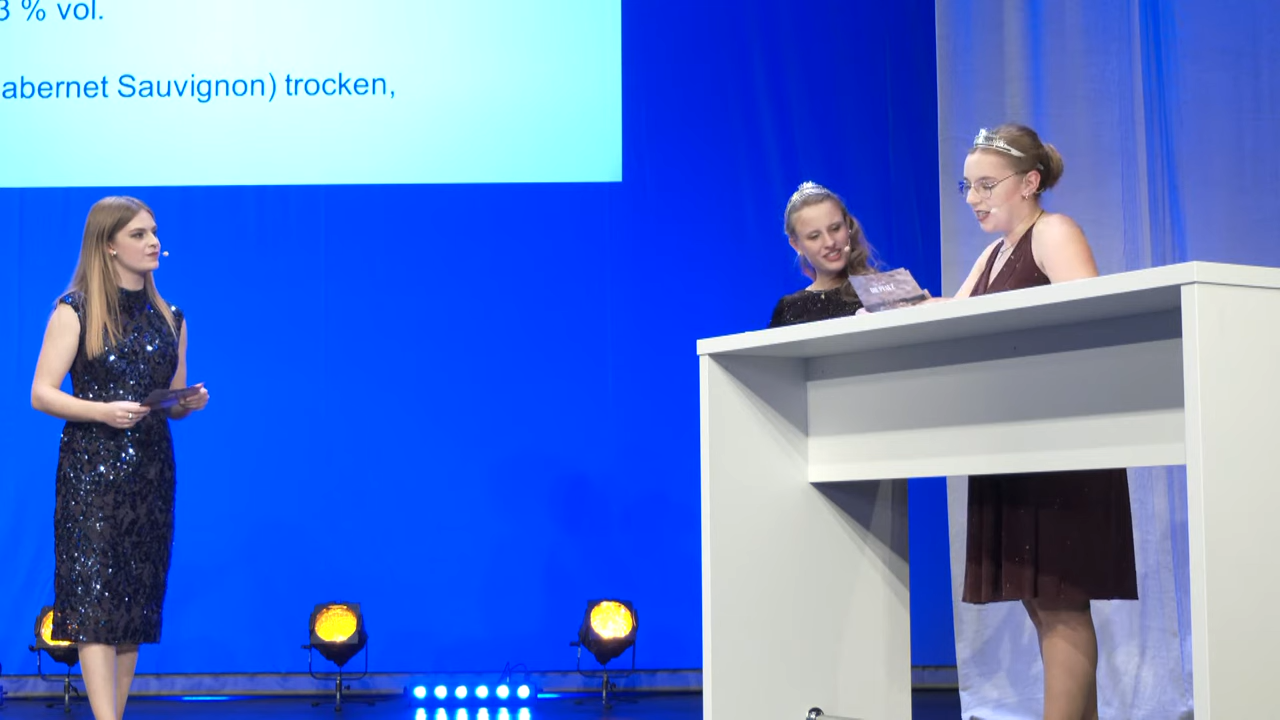 3 % vol.
abernet Sauvignon) trocken,